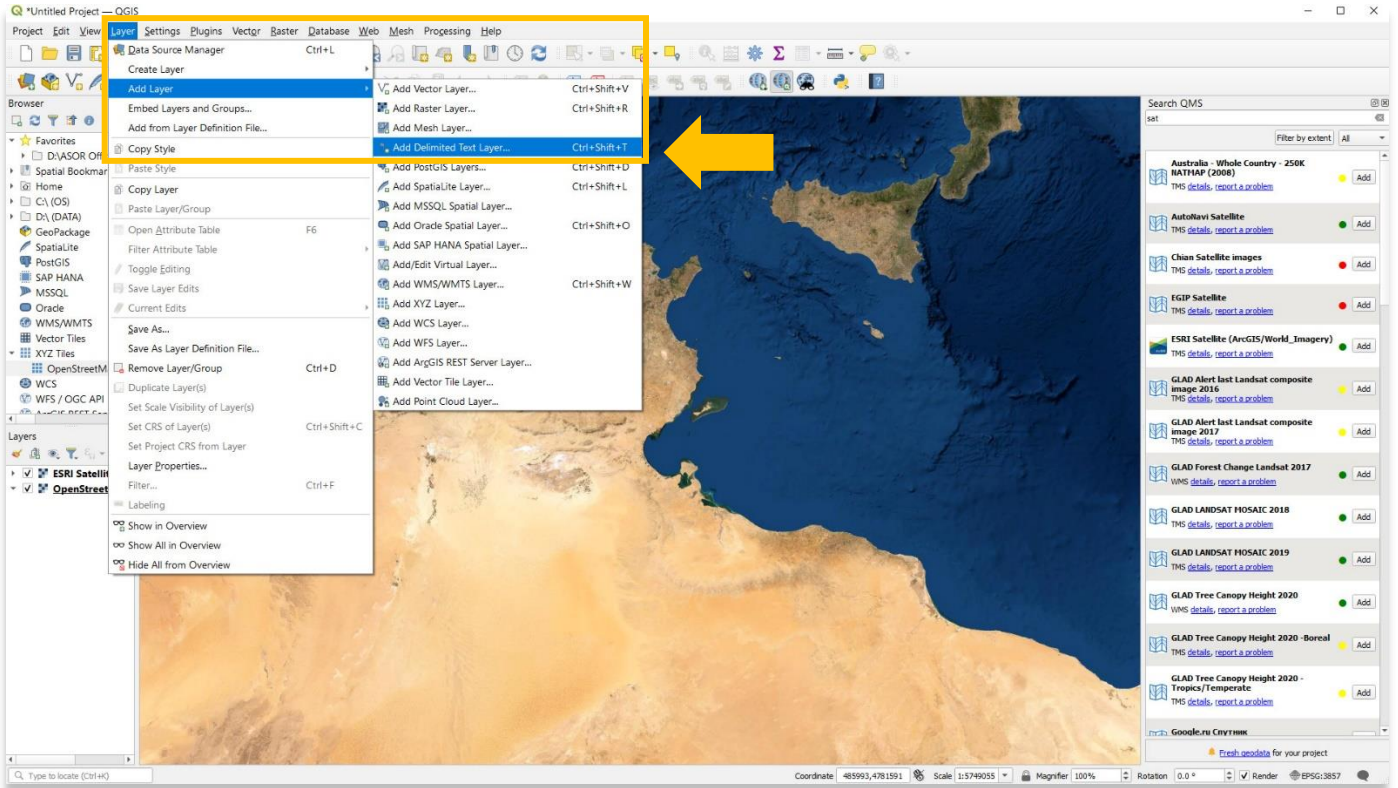 *Untitled Project — QGIS
Project Edit View Layer Settings Plugins Vector Raster Database Web Mesh Processing Help
Data Source Manager Ctrl+L
Create Layer
Add Layer
Embed Layers and Groups...
Add from Layer Definition File...
Copy Style
Paste Style
Copy Layer
Paste Layer/Group
Open Attribute Table F6
Filter Attribute Table
Toggle Editing
Save Layer Edits
Current Edits
Save As...
Save As Layer Definition File...
Remove Layer/Group Ctrl+D
Duplicate Layer(s)
Set Scale Visibility of Layer(s)
Set CRS of Layer(s) Ctrl+Shift+C
Set Project CRS from Layer
Layer Properties...
Filter... Ctrl+F
Labeling
Show in Overview
Show All in Overview
Hide All from Overview
Add Vector Layer... Ctrl+Shift+V
Add Raster Layer... Ctrl+Shift+R
Add Mesh Layer...
Add Delimited Text Layer... Ctrl+Shift+T
Add PostGIS Layers... Ctrl+Shift+D
Add SpatiaLite Layer... Ctrl+Shift+L
Add MSSQL Spatial Layer...
Add Oracle Spatial Layer... Ctrl+Shift+O
Add SAP HANA Spatial Layer...
Add/Edit Virtual Layer...
Add WMS/WMTS Layer... Ctrl+Shift+W
Add XYZ Layer...
Add WCS Layer...
Add WFS Layer...
Add ArcGIS REST Server Layer...
Add Vector Tile Layer...
Add Point Cloud Layer...
Browser
Favorites
D:\ASOR Off
Spatial Bookmar
Home
C:\ (OS)
D:\ (DATA)
GeoPackage
SpatiaLite
PostGIS
SAP HANA
MSSQL
Oracle
WMS/WMTS
Vector Tiles
XYZ Tiles
OpenStreetM
WCS
WFS / OGC API
Layers
ESRI Satellit
OpenStreet
Search QMS
sat
Filter by extent All
Australia - Whole Country - 250K
NATMAP (2008)
TMS details, report a problem Add
AutoNavi Satellite
TMS details, report a problem Add
Chian Satellite images
TMS details, report a problem Add
EGIP Satellite
TMS details, report a problem Add
ESRI Satellite (ArcGIS/World_Imagery)
TMS details, report a problem Add
GLAD Alert last Landsat composite
image 2016
TMS details, report a problem Add
GLAD Alert last Landsat composite
image 2017
TMS details, report a problem Add
GLAD Forest Change Landsat 2017
WMS details, report a problem Add
GLAD LANDSAT MOSAIC 2018
TMS details, report a problem Add
GLAD LANDSAT MOSAIC 2019
TMS details, report a problem Add
GLAD Tree Canopy Height 2020
WMS details, report a problem Add
GLAD Tree Canopy Height 2020 -Boreal
TMS details, report a problem Add
GLAD Tree Canopy Height 2020 -
Tropics/Temperate
TMS details, report a problem Add
Google.ru Спутник
Fresh geodata for your project
Type to locate (Ctrl+K) Coordinate 485993,4781591 Scale 1:5749055 Magnifier 100% Rotation 0.0 ° Render EPSG:3857